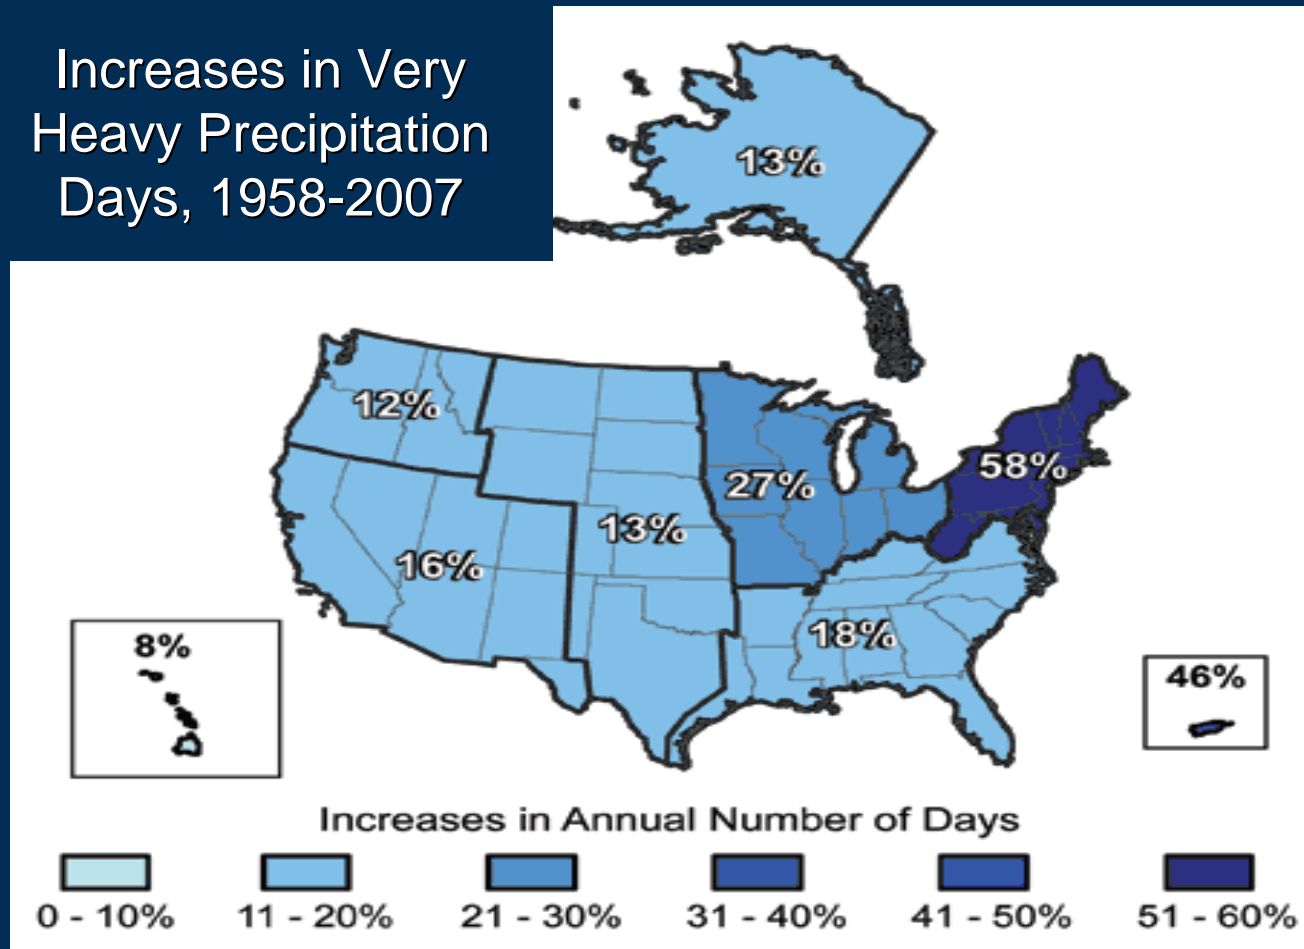 Increases in Very
Heavy Precipitation
Days, 1958-2007
13%
12%
58%
27%
13%
16%
18%
8%
46%
Increases in Annual Number of Days
0 - 10% 11 - 20% 21 - 30% 31 - 40% 41 - 50% 51 - 60%